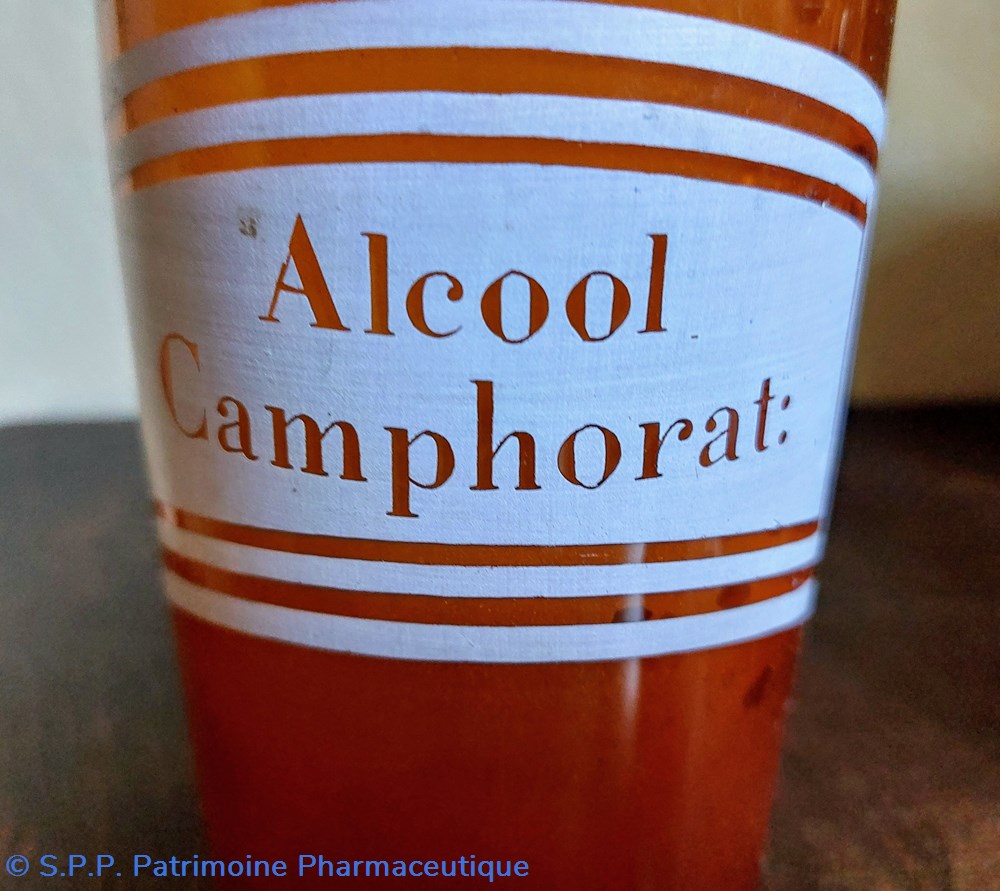 Alcool
Camphorat:
© S.P.P. Patrimoine Pharmaceutique